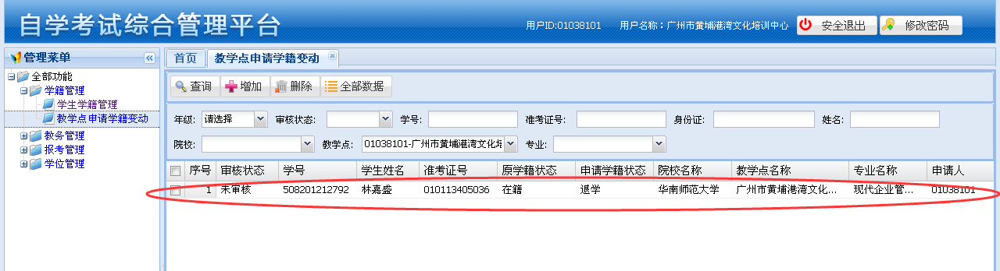 自学考试综合管理平台
用户ID:01038101 用户名称：广州市黄埔港湾文化培训中心 安全退出 修改密码
管理菜单
首页 教学点申请学籍变动
全部功能
学籍管理
学生学籍管理
教学点申请学籍变动
教务管理
报考管理
学位管理
查询 增加 删除 全部数据
年级: 请选择 审核状态: 学号: 准考证号: 身份证: 姓名:
院校: 教学点: 01038101-广州市黄埔港湾文化培 专业:
序号 审核状态 学号 学生姓名 准考证号 原学籍状态 申请学籍状态 院校名称 教学点名称 专业名称 申请人
1 未审核 508201212792 林嘉盛 010113405036 在籍 退学 华南师范大学 广州市黄埔港湾文化... 现代企业管... 01038101